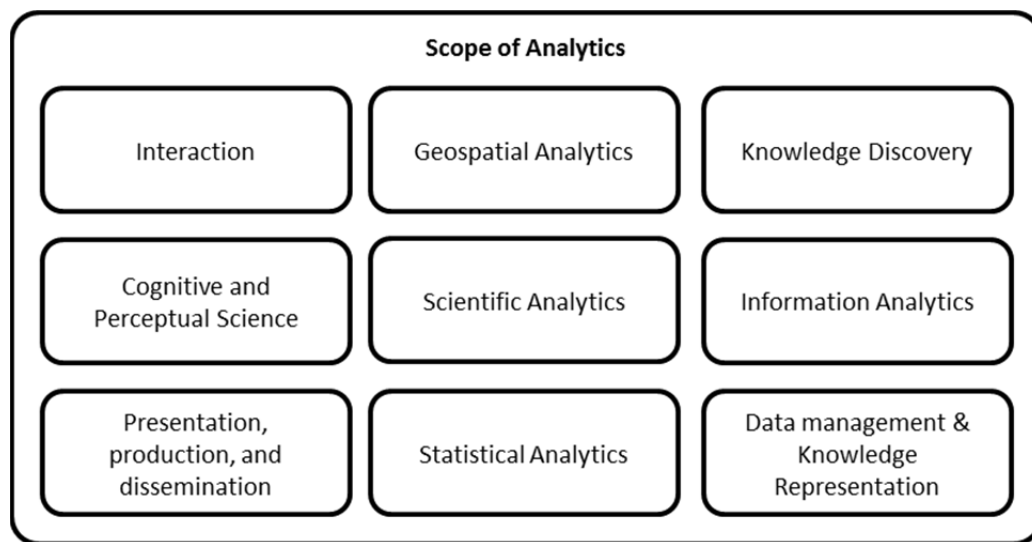 Scope of Analytics
Interaction
Geospatial Analytics
Knowledge Discovery
Cognitive and
Perceptual Science
Scientific Analytics
Information Analytics
Presentation,
production, and
dissemination
Statistical Analytics
Data management &
Knowledge
Representation